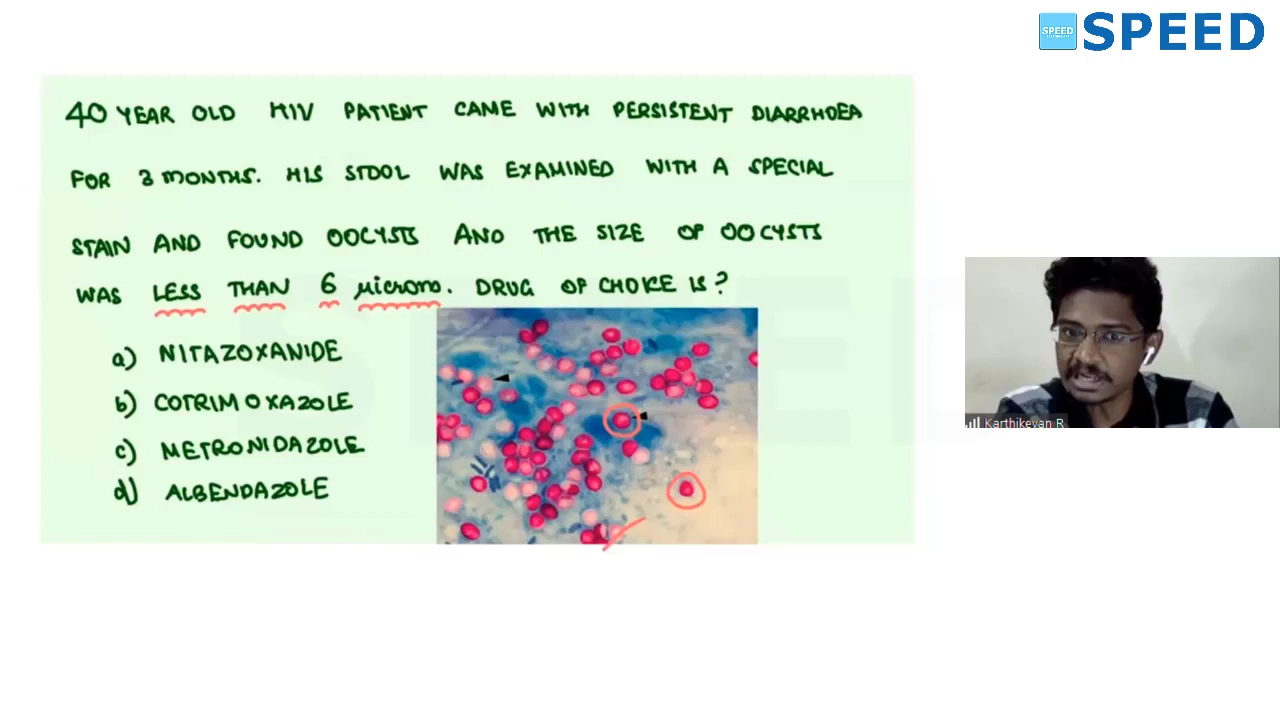 SPEED
SPEED
40 YEAR OLD HIV PATIENT CAME WITH PERSISTENT DIARRHOEA
FOR 3 MONTHS. HIS STOOL WAS EXAMINED WITH A SPECIAL
STAIN AND FOUND OOCYSTS AND THE SIZE OF OOCYSTS
WAS LESS THAN 6 microns. DRUG OF CHOICE IS?
a) NITAZOXANIDE
b) COTRIMOXAZOLE
c) METRONIDAZOLE
d) ALBENDAZOLE
Karthikeyan R